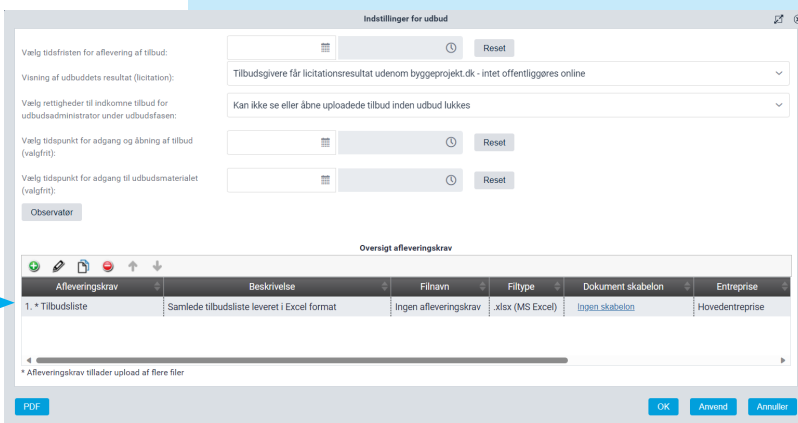 Indstillinger for udbud
Vælg tidsfristen for aflevering af tilbud:
Reset
Visning af udbuddets resultat (licitation):
Tilbudsgivere får licitationsresultat udenom byggeprojekt.dk - intet offentliggøres online
Vælg rettigheder til indkomne tilbud for
udbudsadministrator under udbudsfasen:
Kan ikke se eller åbne uploadede tilbud inden udbud lukkes
Vælg tidspunkt for adgang og åbning af tilbud
(valgfrit):
Reset
Vælg tidspunkt for adgang til udbudsmaterialet
(valgfrit):
Reset
Observatør
Oversigt afleveringskrav
Afleveringskrav Beskrivelse Filnavn Filtype Dokument skabelon Entreprise
1. * Tilbudsliste Samlede tilbudsliste leveret i Excel format Ingen afleveringskrav .xlsx (MS Excel) Ingen skabelon Hovedentreprise
* Afleveringskrav tillader upload af flere filer
PDF OK Anvend Annuller